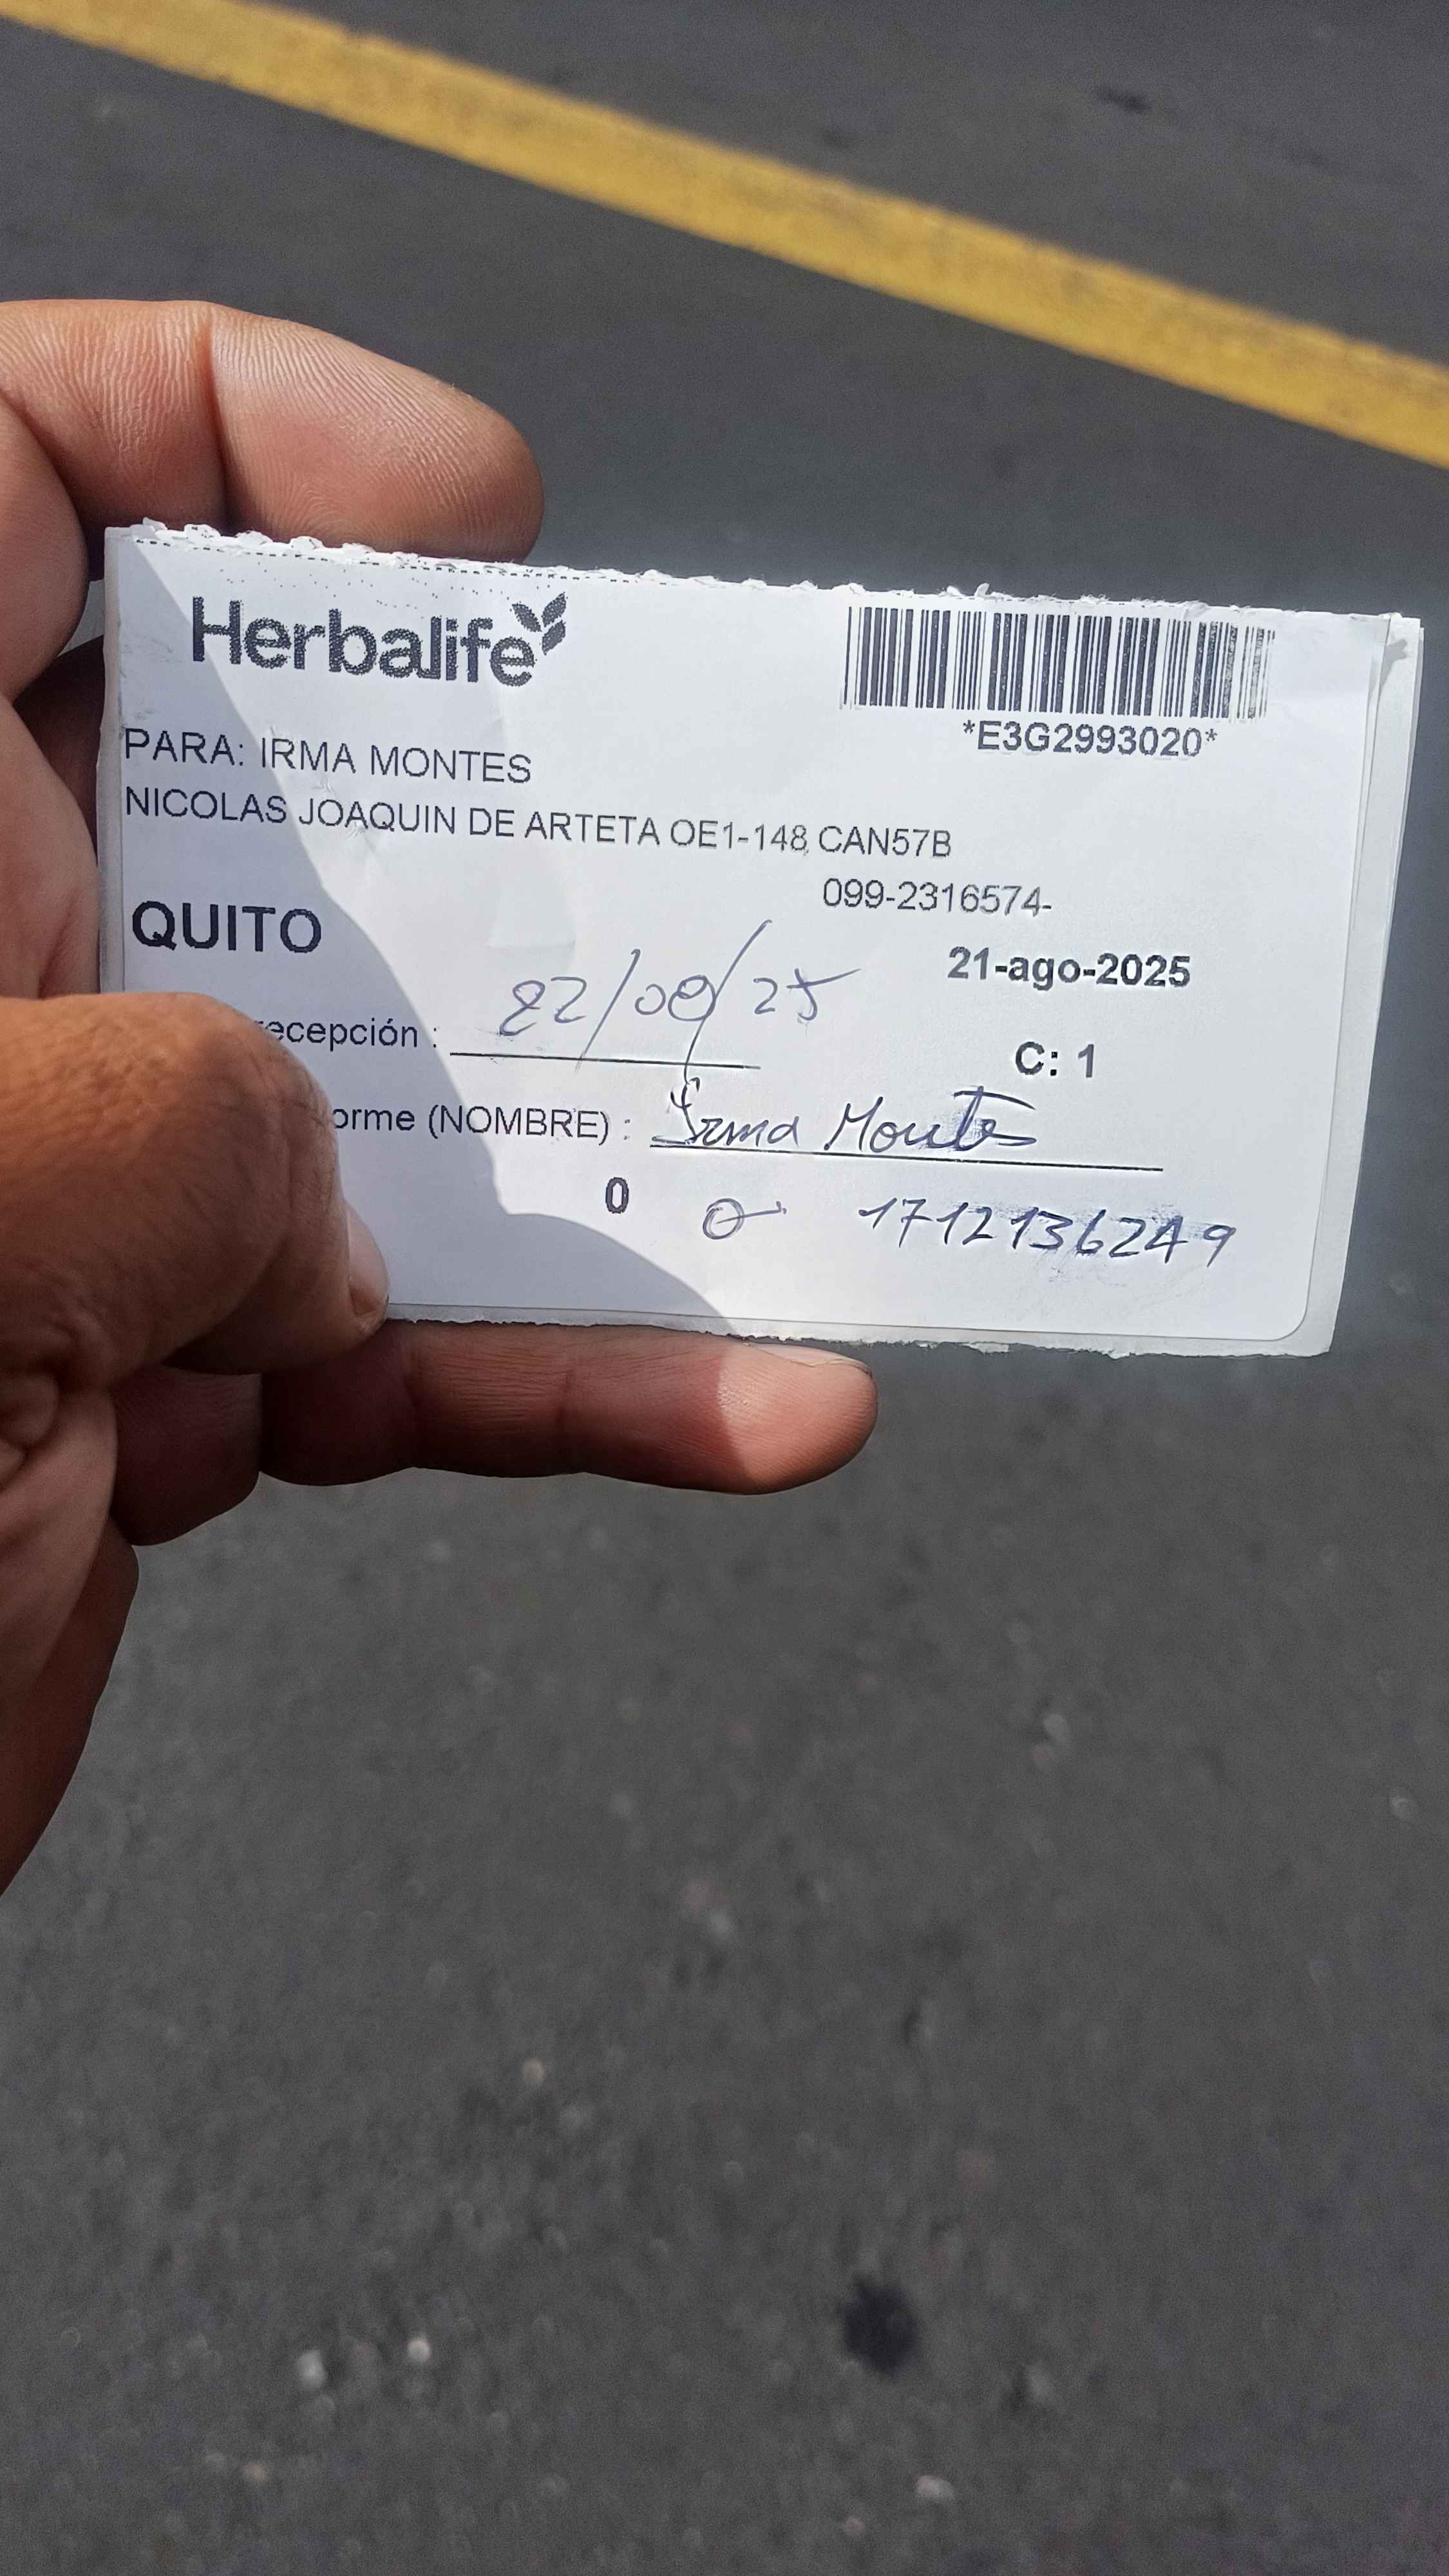 Herbalife
*E3G2993020*
PARA: IRMA MONTES
NICOLAS JOAQUIN DE ARTETA OE1-148 CAN57B
099-2316574-
QUITO
21-ago-2025
ecepción : 22/08/25
C: 1
orme (NOMBRE) : Irma Montes
0
1712136249